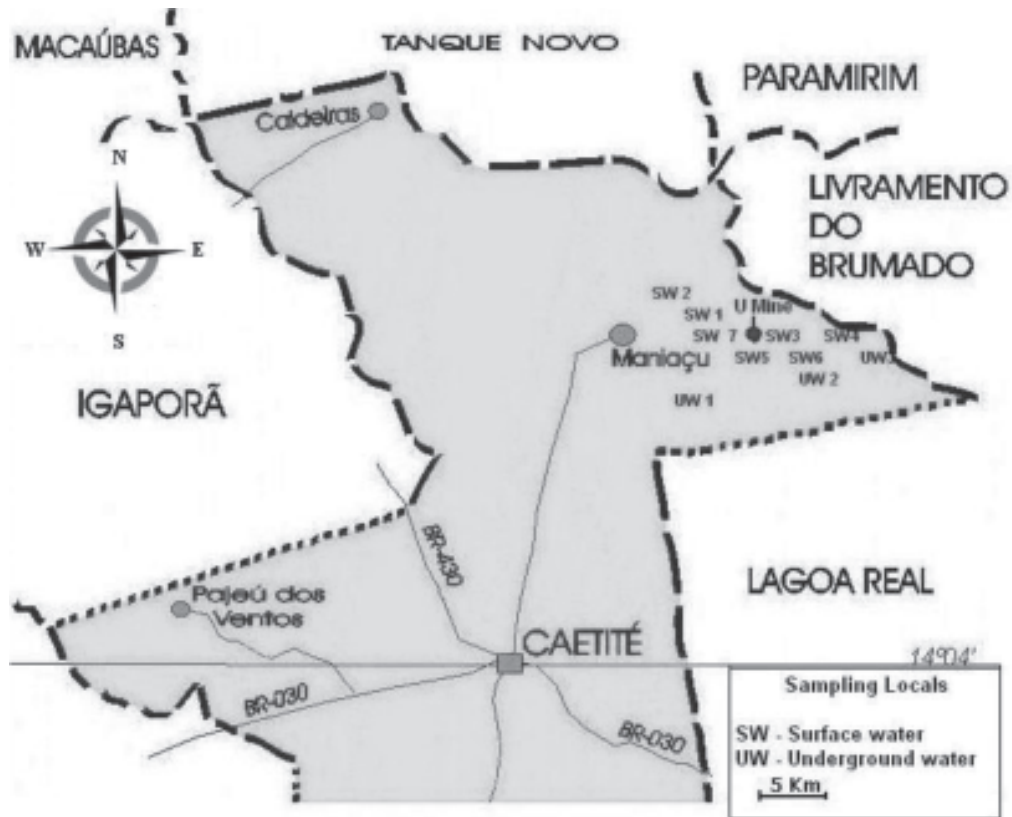 MACAÚBAS
TANQUE NOVO
PARAMIRIM
Caldeiras
N
LIVRAMENTO
DO
BRUMADO
W
E
S
SW 2
U Mine
SW 1
SW 7
SW3
SW4
Maniaçu
SW5
SW6
UW3
UW 2
UW 1
IGAPORÃ
BR-430
LAGOA REAL
Pajeú dos
Ventos
CAETITÉ
14º04'
BR-030
BR-030
Sampling Locals
SW - Surface water
UW - Underground water
5 Km